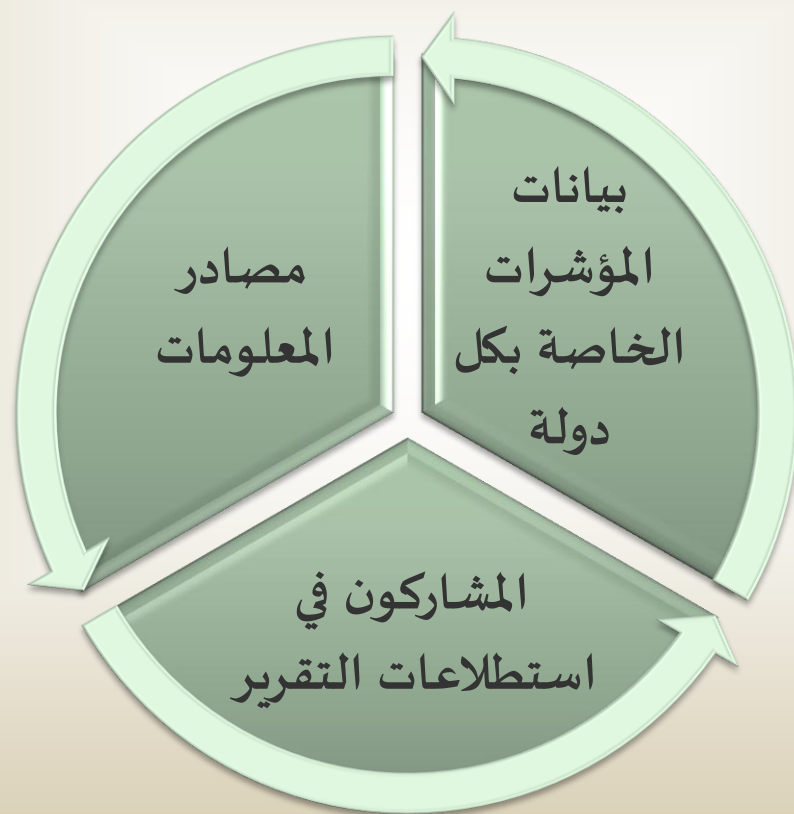 بيانات
المؤشرات
الخاصة بكل
دولة
مصادر
المعلومات
المشاركون في
استطلاعات التقرير